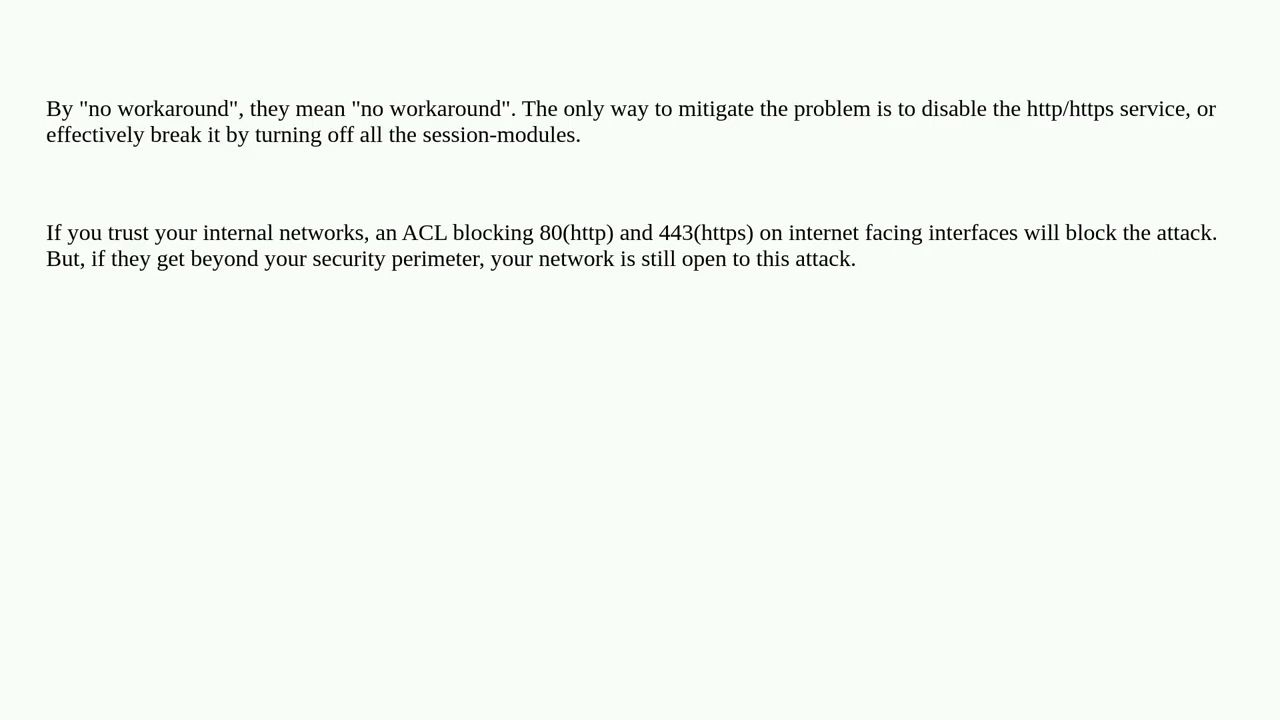 By "no workaround", they mean "no workaround". The only way to mitigate the problem is to disable the http/https service, or
effectively break it by turning off all the session-modules.
If you trust your internal networks, an ACL blocking 80(http) and 443(https) on internet facing interfaces will block the attack.
But, if they get beyond your security perimeter, your network is still open to this attack.